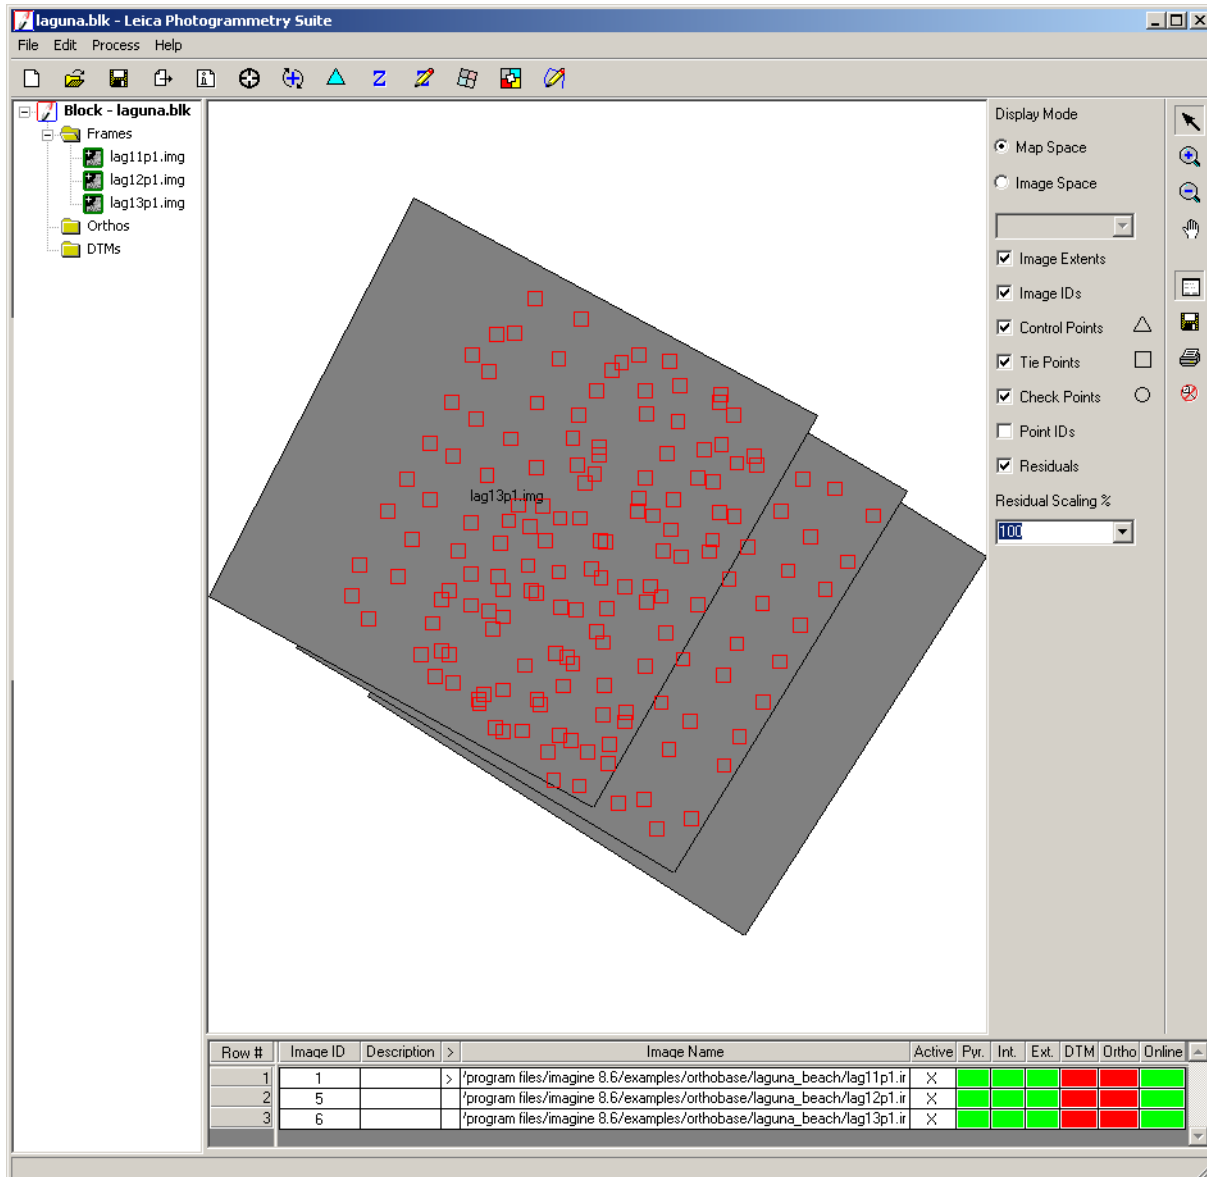 laguna.blk - Leica Photogrammetry Suite
File Edit Process Help
Block - laguna.blk
Frames
lag11p1.img
lag12p1.img
lag13p1.img
Orthos
DTMs
lag13p1.img
Display Mode
Map Space
Image Space
Image Extents
Image IDs
Control Points
Tie Points
Check Points
Point IDs
Residuals
Residual Scaling %
100
Row # Image ID Description > Image Name Active Pyr. Int. Ext. DTM Ortho Online
1 1 > '/program files/imagine 8.6/examples/orthobase/laguna_beach/lag11p1.ir X
2 5 '/program files/imagine 8.6/examples/orthobase/laguna_beach/lag12p1.ir X
3 6 '/program files/imagine 8.6/examples/orthobase/laguna_beach/lag13p1.ir X